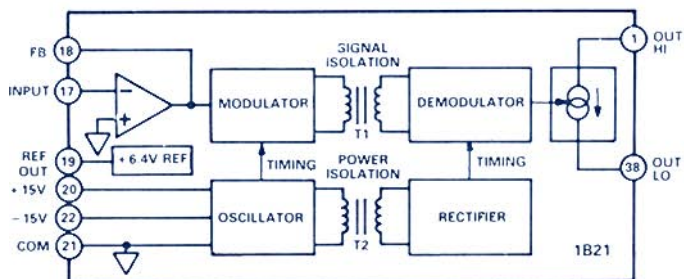 FB 18
INPUT 17
− +
REF OUT 19
+6.4V REF
+15V 20
−15V 22
COM 21
MODULATOR
SIGNAL ISOLATION
T1
DEMODULATOR
TIMING
POWER ISOLATION
TIMING
OSCILLATOR
T2
RECTIFIER
1 OUT HI
38 OUT LO
1B21